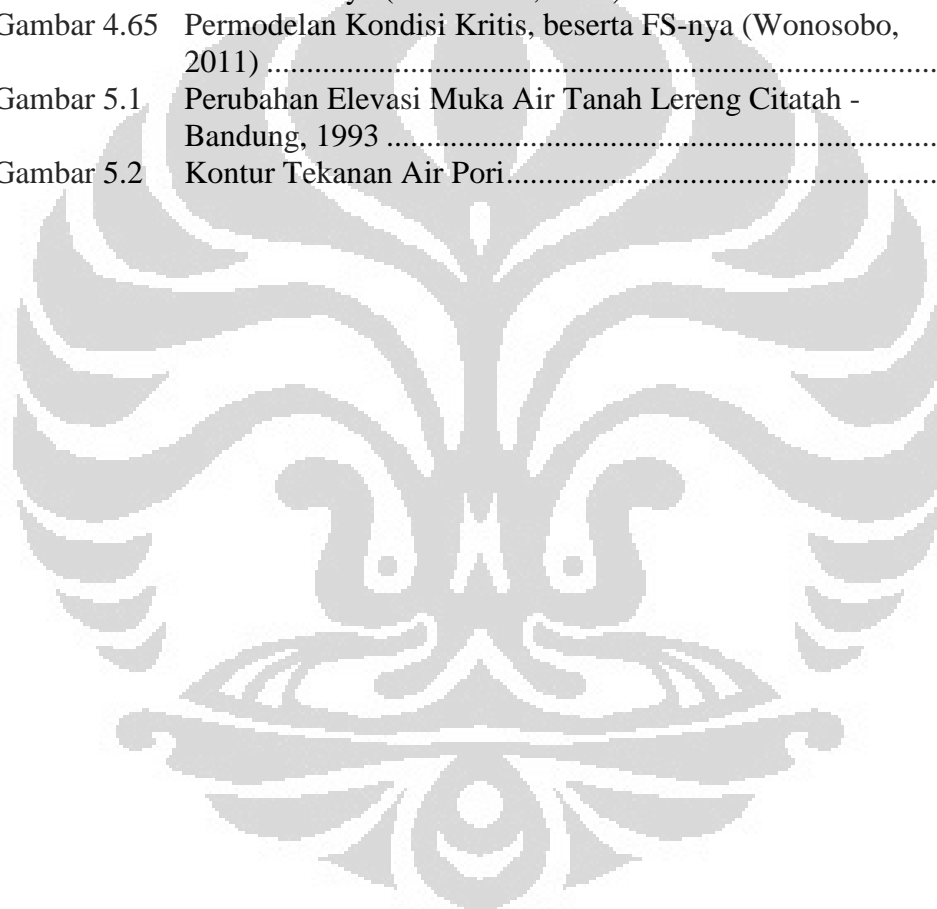 Gambar 4.65 Permodelan Kondisi Kritis, beserta FS-nya (Wonosobo,
2011) ........................................................................
Gambar 5.1 Perubahan Elevasi Muka Air Tanah Lereng Citatah -
Bandung, 1993 ...........................................................
Gambar 5.2 Kontur Tekanan Air Pori..............................................